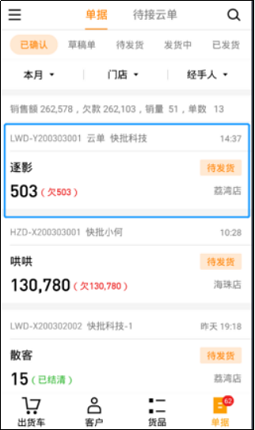 单据 待接云单
已确认 草稿单 待发货 发货中 已发货
本月 门店 经手人
销售额 262,578，欠款 262,103，销量 51，单数 13
LWD-Y200303001 云单 快批科技 14:37
逐影 待发货
503 (欠503) 荔湾店
HZD-X200303001 快批小何 10:28
哄哄 待发货
130,780 (欠130,780) 海珠店
LWD-X200302002 快批科技-1 昨天 19:18
散客 待发货
15 (已结清) 荔湾店
62
出货车 客户 货品 单据